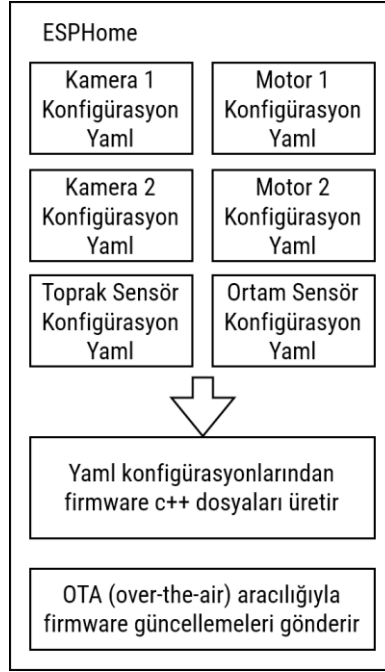 ESPHome
Kamera 1
Konfigürasyon
Yaml
Motor 1
Konfigürasyon
Yaml
Kamera 2
Konfigürasyon
Yaml
Motor 2
Konfigürasyon
Yaml
Toprak Sensör
Konfigürasyon
Yaml
Ortam Sensör
Konfigürasyon
Yaml
Yaml konfigürasyonlarından
firmware c++ dosyaları üretir
OTA (over-the-air) aracılığıyla
firmware güncellemeleri gönderir